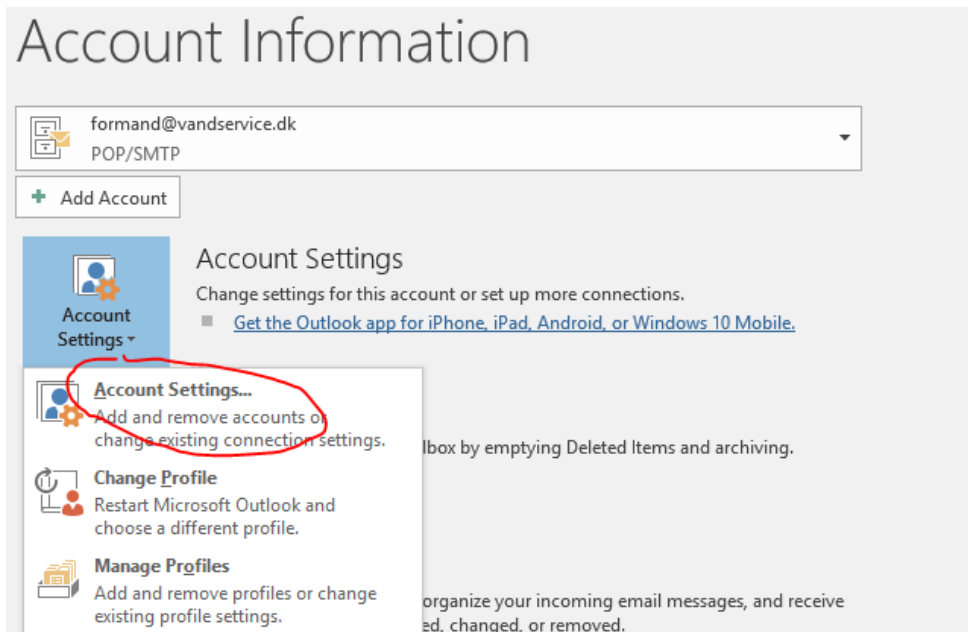 Account Information
formand@vandservice.dk
POP/SMTP
Add Account
Account
Settings
Account Settings
Change settings for this account or set up more connections.
Get the Outlook app for iPhone, iPad, Android, or Windows 10 Mobile.
Account Settings...
Add and remove accounts or
change existing connection settings.
lbox by emptying Deleted Items and archiving.
Change Profile
Restart Microsoft Outlook and
choose a different profile.
Manage Profiles
Add and remove profiles or change
existing profile settings.
organize your incoming email messages, and receive
ed, changed, or removed.